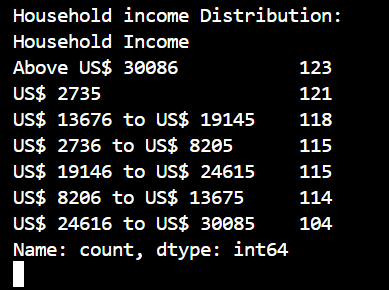 Household income Distribution:
Household Income
Above US$ 30086 123
US$ 2735 121
US$ 13676 to US$ 19145 118
US$ 2736 to US$ 8205 115
US$ 19146 to US$ 24615 115
US$ 8206 to US$ 13675 114
US$ 24616 to US$ 30085 104
Name: count, dtype: int64